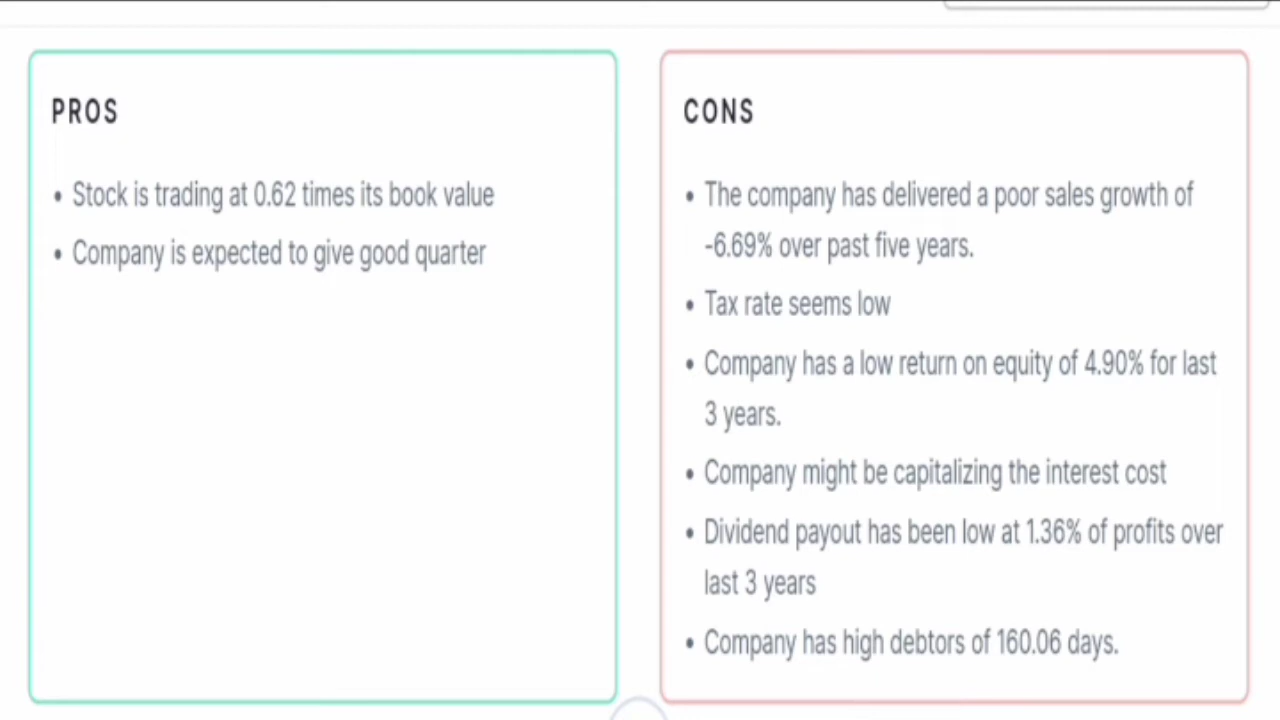 PROS
• Stock is trading at 0.62 times its book value
• Company is expected to give good quarter
CONS
• The company has delivered a poor sales growth of
-6.69% over past five years.
• Tax rate seems low
• Company has a low return on equity of 4.90% for last
3 years.
• Company might be capitalizing the interest cost
• Dividend payout has been low at 1.36% of profits over
last 3 years
• Company has high debtors of 160.06 days.